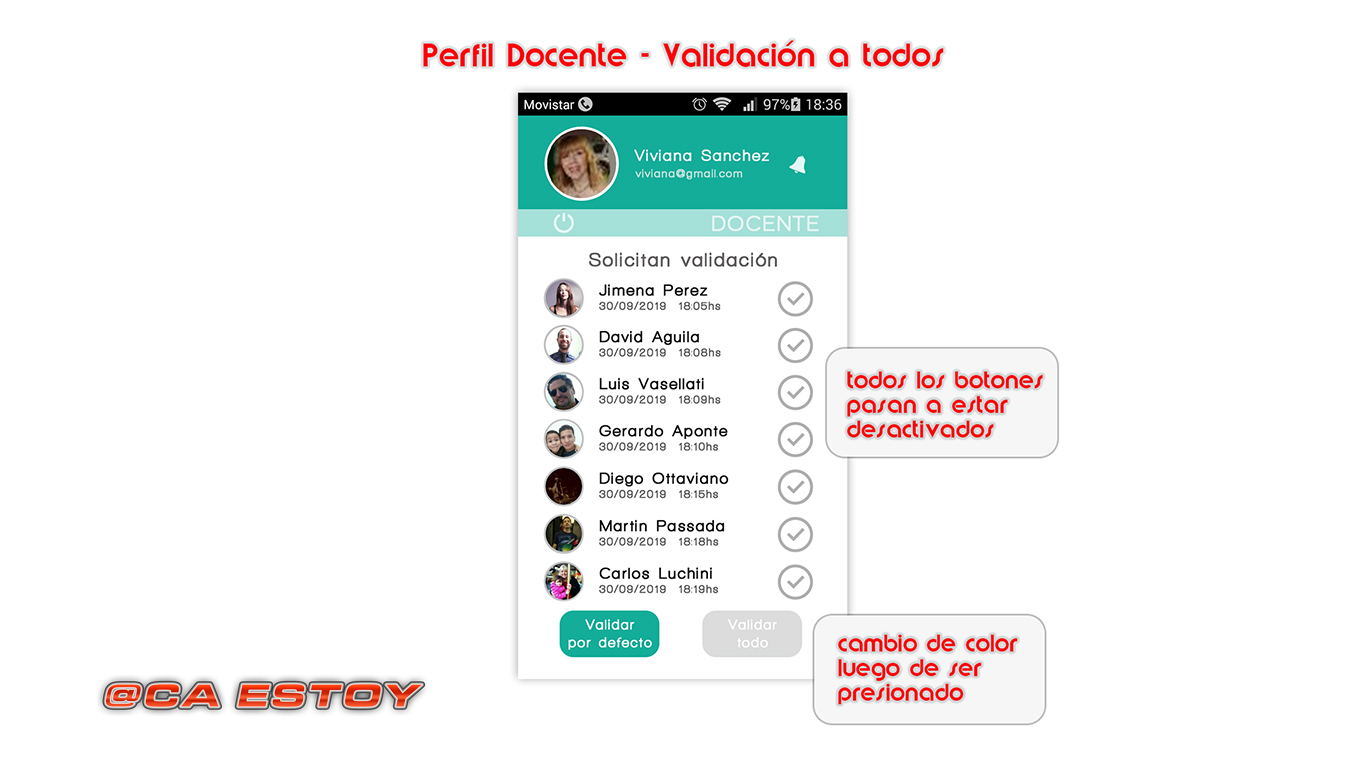 Perfil Docente - Validación a todos
Movistar 97% 18:36
Viviana Sanchez
viviana@gmail.com
DOCENTE
Solicitan validación
Jimena Perez
30/09/2019 18:05hs
David Aguila
30/09/2019 18:08hs
Luis Vasellati
30/09/2019 18:09hs
Gerardo Aponte
30/09/2019 18:10hs
Diego Ottaviano
30/09/2019 18:15hs
Martin Passada
30/09/2019 18:18hs
Carlos Luchini
30/09/2019 18:19hs
Validar
por defecto
Validar
todo
todos los botones
pasan a estar
desactivados
cambio de color
luego de ser
presionado
@CA ESTOY